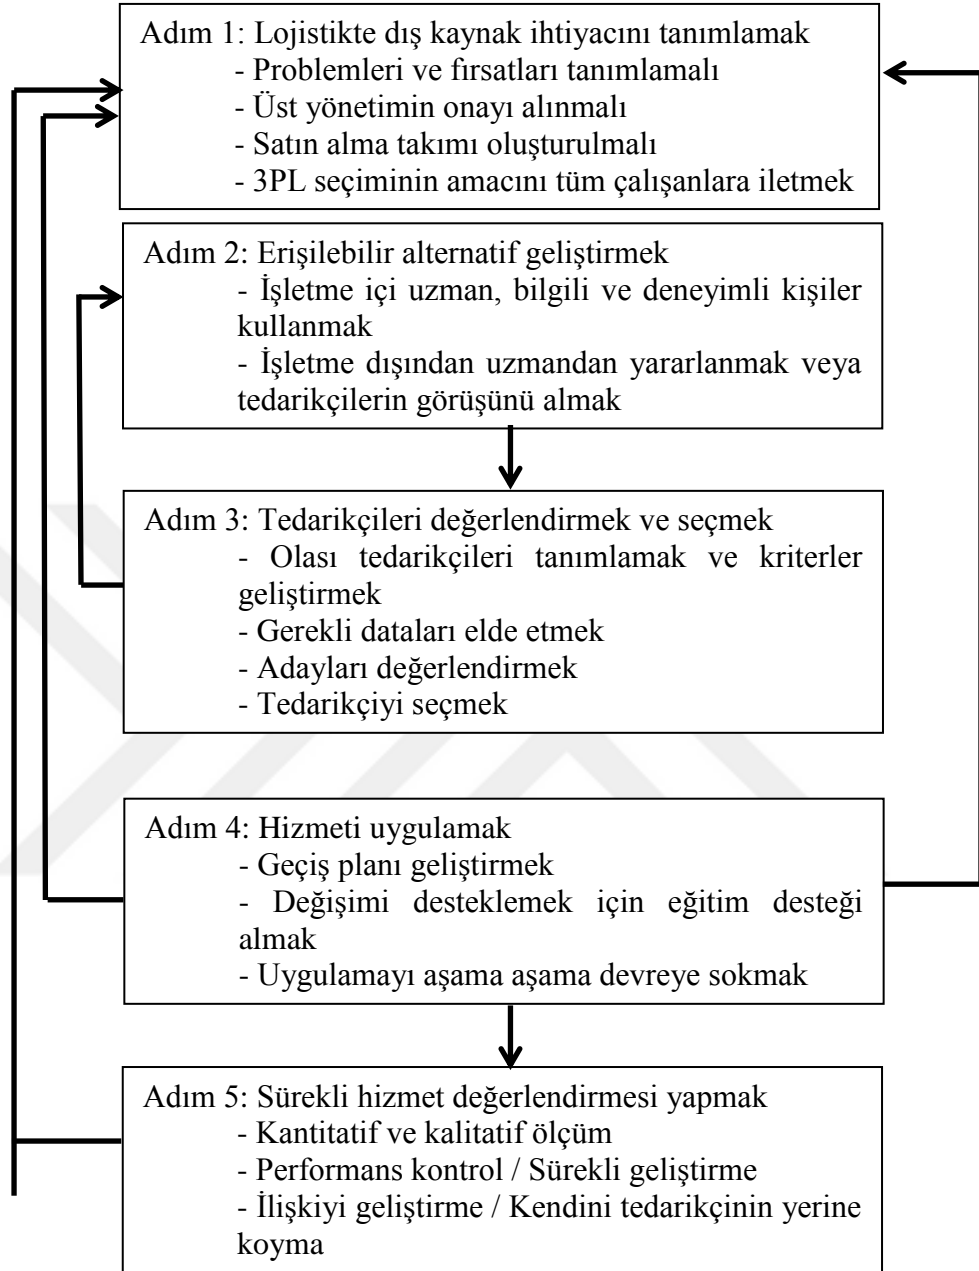 Adım 1: Lojistikte dış kaynak ihtiyacını tanımlamak
- Problemleri ve fırsatları tanımlamalı
- Üst yönetimin onayı alınmalı
- Satın alma takımı oluşturulmalı
- 3PL seçiminin amacını tüm çalışanlara iletmek
Adım 2: Erişilebilir alternatif geliştirmek
- İşletme içi uzman, bilgili ve deneyimli kişiler
kullanmak
- İşletme dışından uzmandan yararlanmak veya
tedarikçilerin görüşünü almak
Adım 3: Tedarikçileri değerlendirmek ve seçmek
- Olası tedarikçileri tanımlamak ve kriterler
geliştirmek
- Gerekli dataları elde etmek
- Adayları değerlendirmek
- Tedarikçiyi seçmek
Adım 4: Hizmeti uygulamak
- Geçiş planı geliştirmek
- Değişimi desteklemek için eğitim desteği
almak
- Uygulamayı aşama aşama devreye sokmak
Adım 5: Sürekli hizmet değerlendirmesi yapmak
- Kantitatif ve kalitatif ölçüm
- Performans kontrol / Sürekli geliştirme
- İlişkiyi geliştirme / Kendini tedarikçinin yerine
koyma